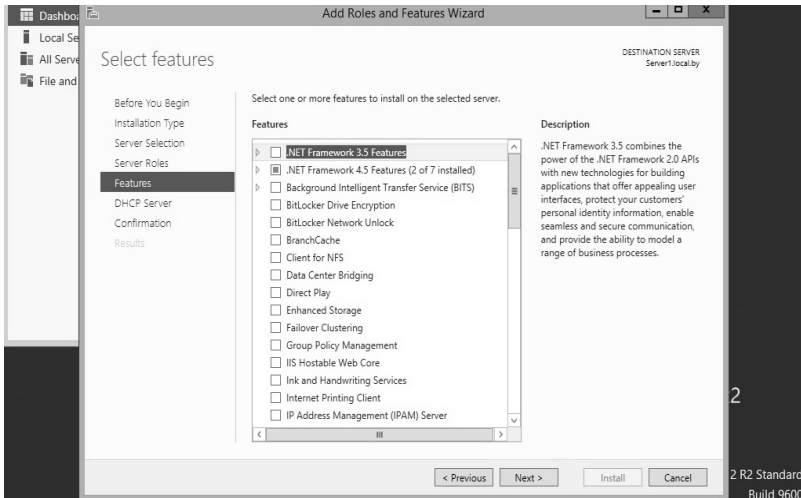 Dashbo
Local Se
All Serve
File and
Add Roles and Features Wizard
Select features
DESTINATION SERVER
Server1.local.by
Before You Begin
Installation Type
Server Selection
Server Roles
Features
DHCP Server
Confirmation
Results
Select one or more features to install on the selected server.
Features
.NET Framework 3.5 Features
.NET Framework 4.5 Features (2 of 7 installed)
Background Intelligent Transfer Service (BITS)
BitLocker Drive Encryption
BitLocker Network Unlock
BranchCache
Client for NFS
Data Center Bridging
Direct Play
Enhanced Storage
Failover Clustering
Group Policy Management
IIS Hostable Web Core
Ink and Handwriting Services
Internet Printing Client
IP Address Management (IPAM) Server
Description
.NET Framework 3.5 combines the
power of the .NET Framework 2.0 APIs
with new technologies for building
applications that offer appealing user
interfaces, protect your customers'
personal identity information, enable
seamless and secure communication,
and provide the ability to model a
range of business processes.
< Previous
Next >
Install
Cancel
.2
2 R2 Standard
Build 9600